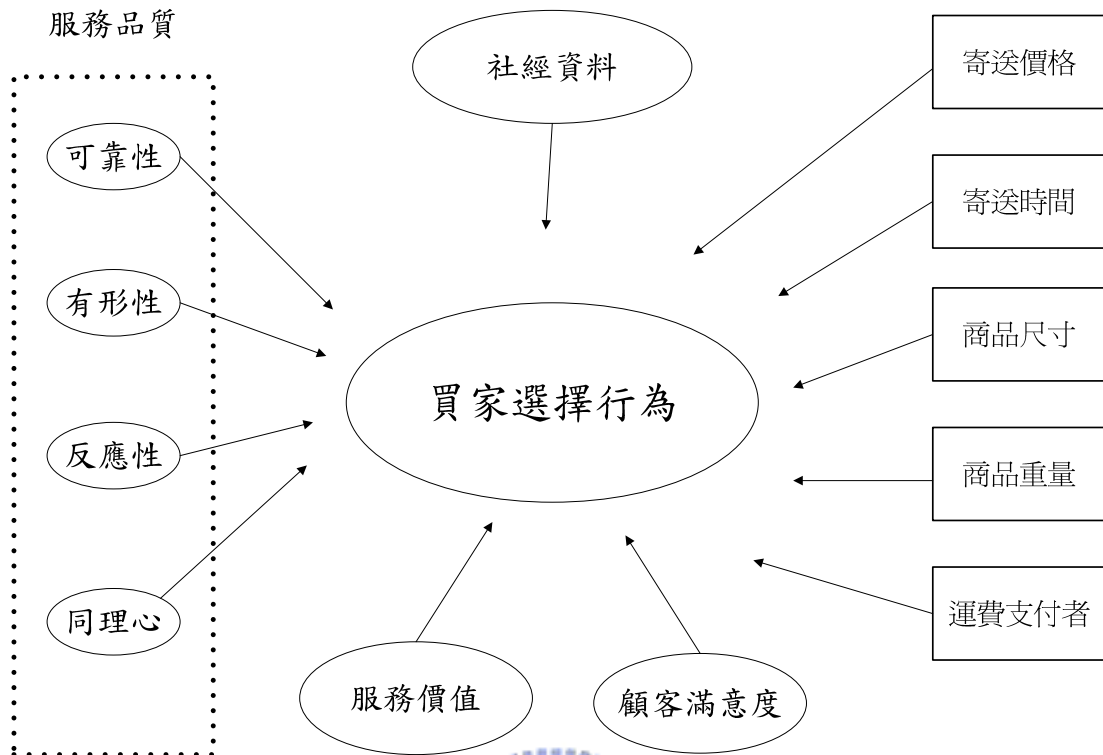 服務品質
社經資料
寄送價格
可靠性
寄送時間
有形性
商品尺寸
買家選擇行為
反應性
商品重量
同理心
運費支付者
服務價值
顧客滿意度